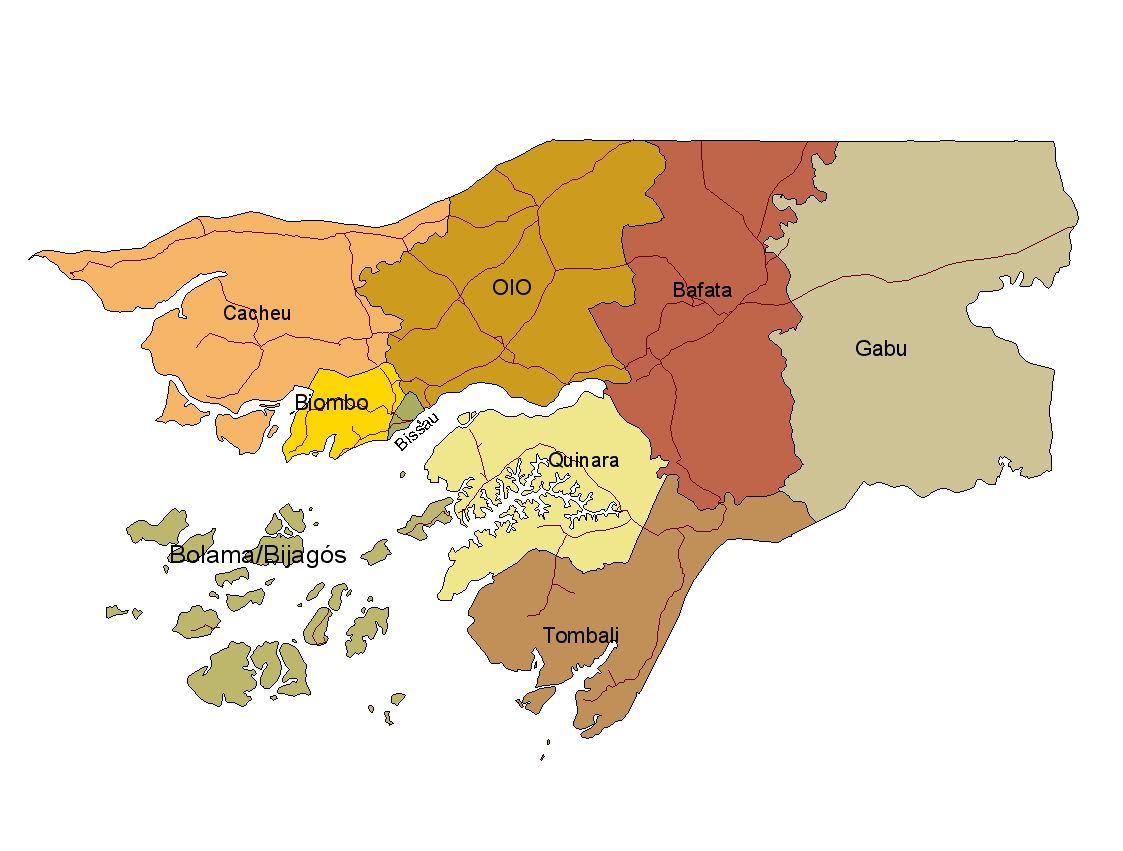 OIO
Bafata
Cacheu
Gabu
Biombo
Bissau
Quinara
Bolama/Bijagós
Tombali